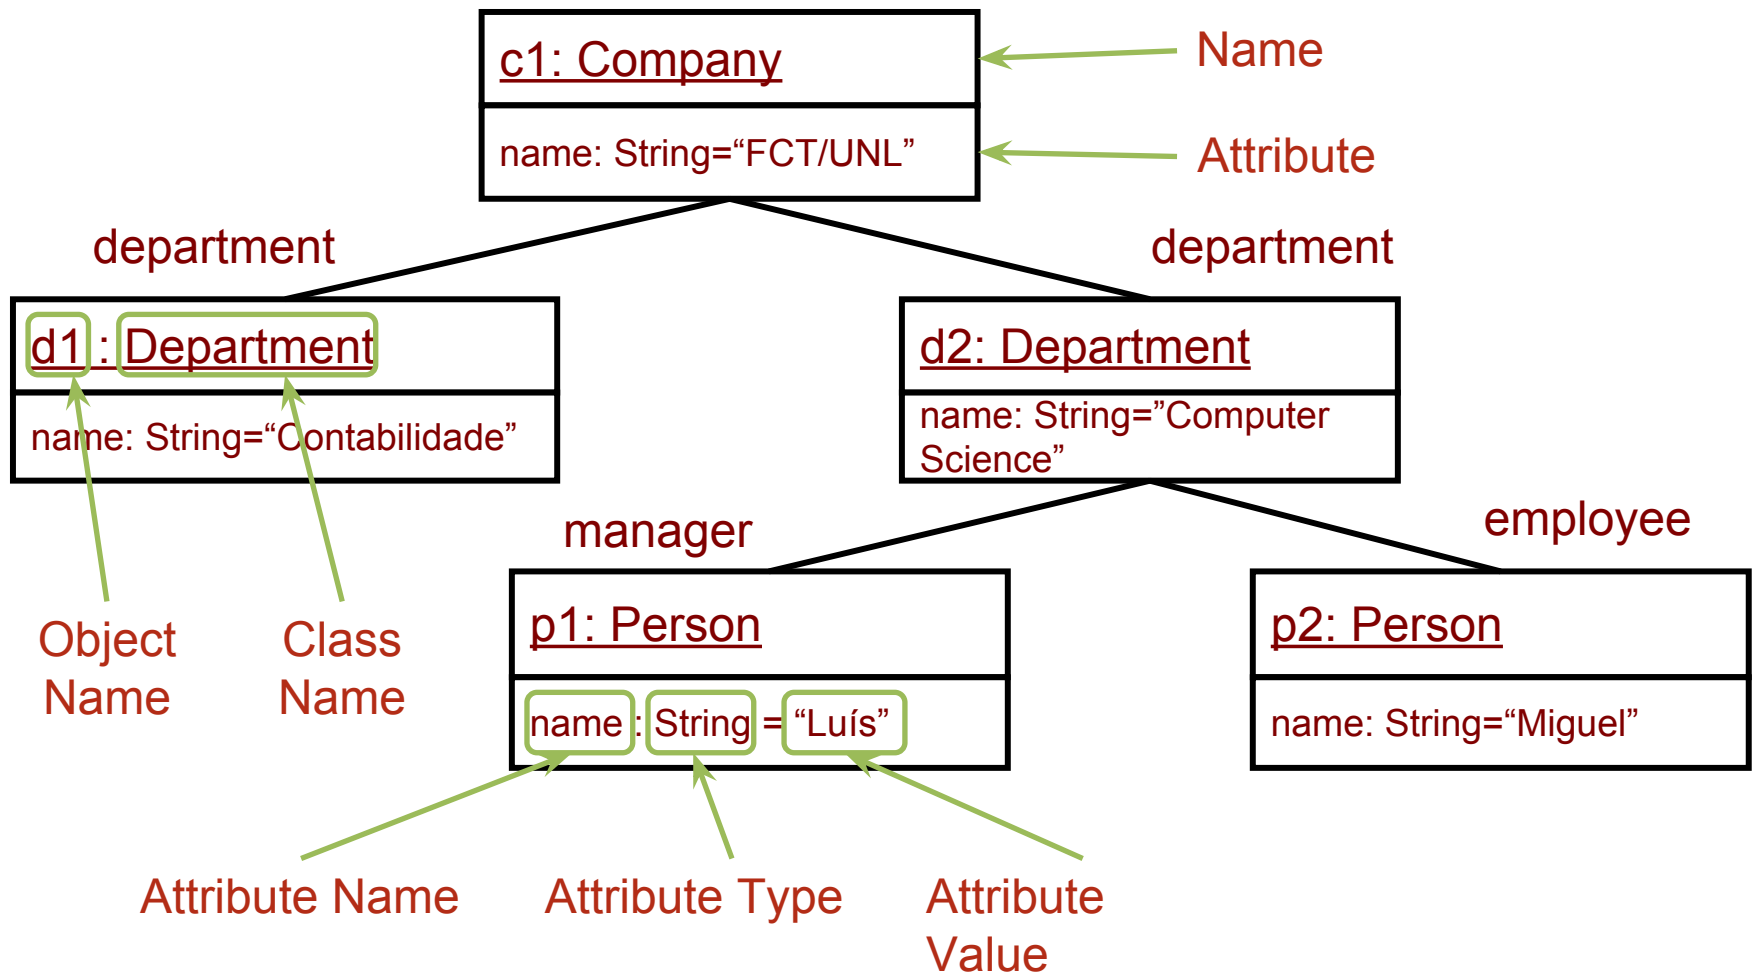 c1: Company
Name
name: String=“FCT/UNL”
Attribute
department
department
d1 : Department
d2: Department
name: String=“Contabilidade”
name: String=”Computer
Science”
manager
employee
Object
Name
Class
Name
p1: Person
p2: Person
name : String = “Luís”
name: String=“Miguel”
Attribute Name
Attribute Type
Attribute
Value